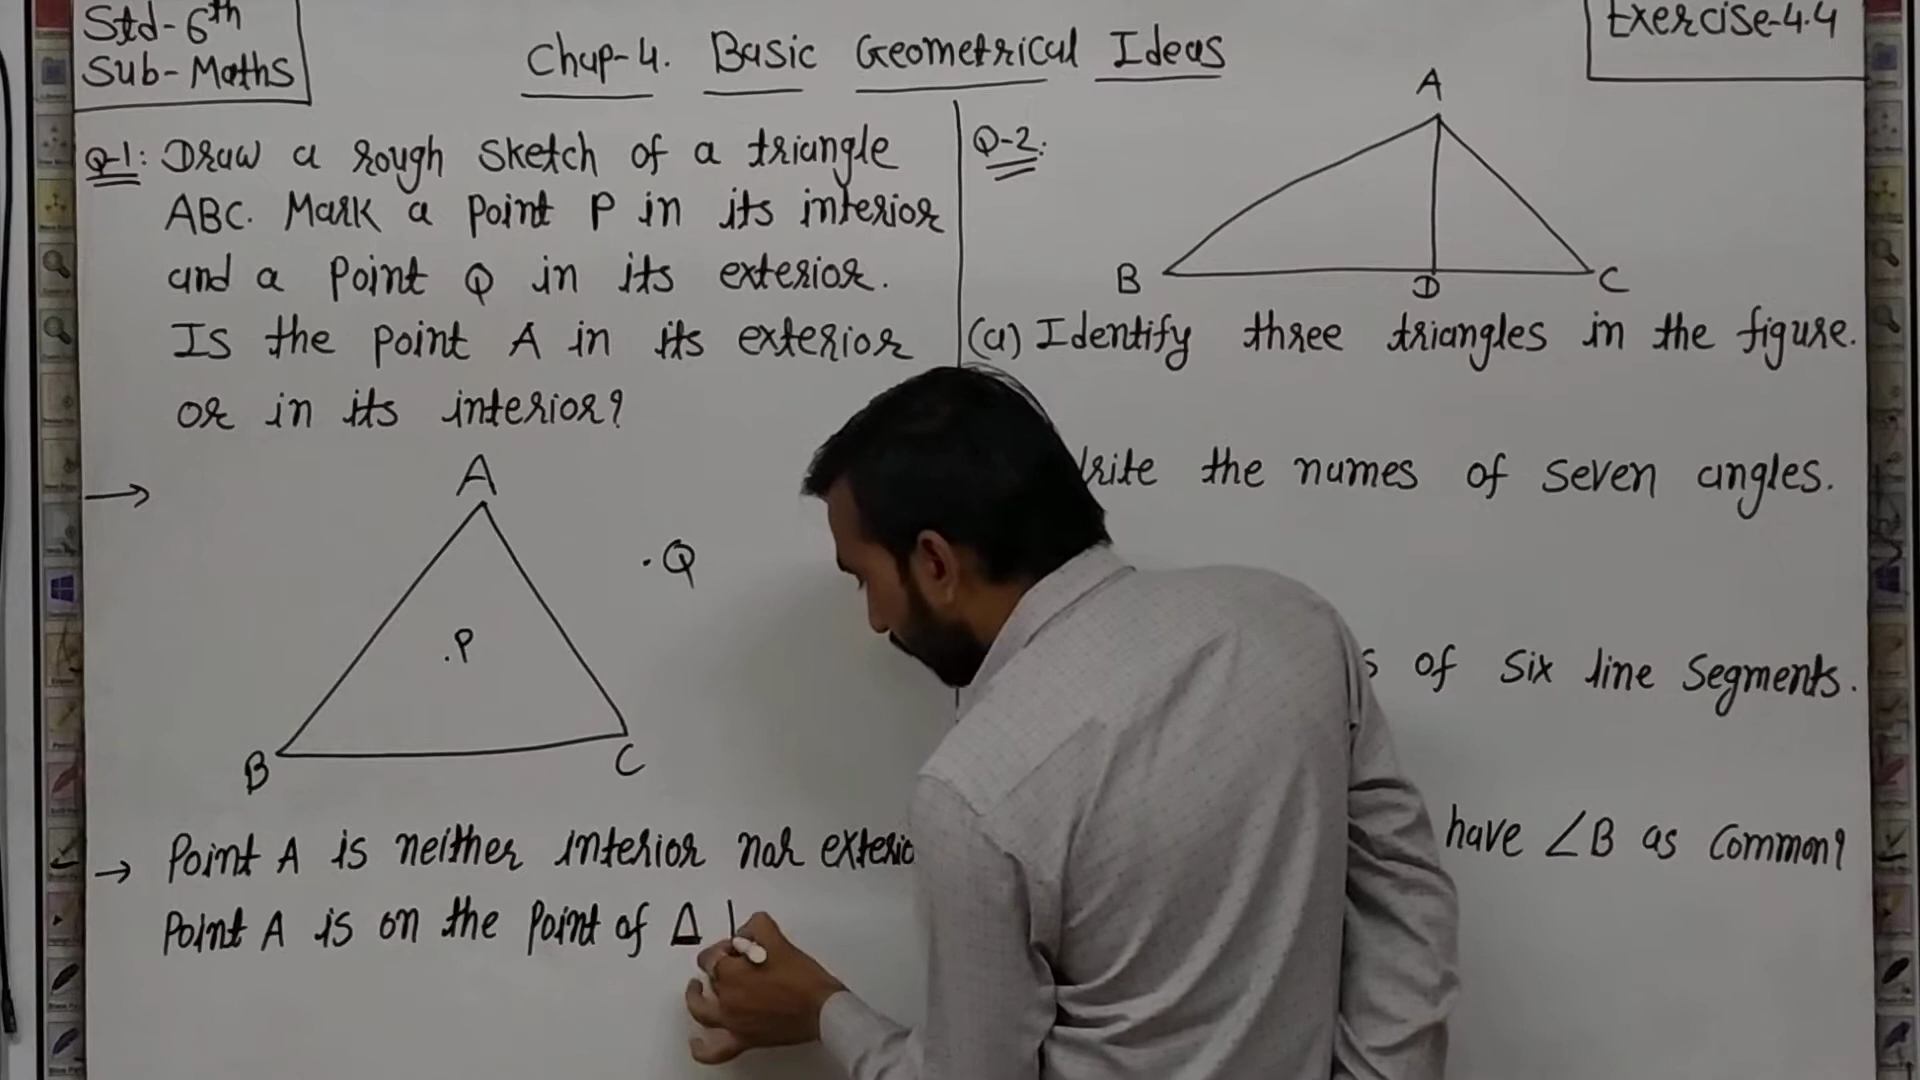 Std-6th
Sub-Maths
Chap-4. Basic Geometrical Ideas
Exercise-4.4
Q-1: Draw a rough sketch of a triangle
ABC. Mark a point P in its interior
and a point Q in its exterior.
Is the point A in its exterior
or in its interior?
→
A
.Q
.P
B
C
→ Point A is neither interior nor
Point A is on the point of Δ
Q-2:
A
B
D
C
(a) Identify three triangles in the figure.
the names of seven angles.
of six line segments.
have ∠B as common?